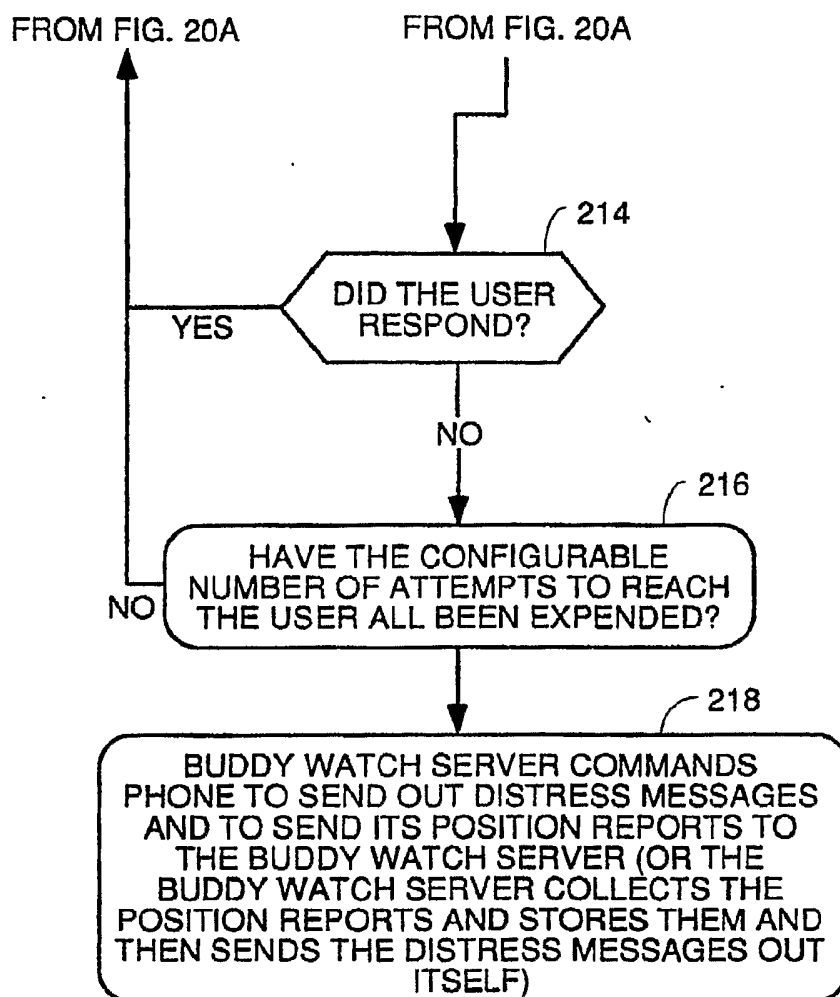 FROM FIG. 20A
FROM FIG. 20A
214
DID THE USER
RESPOND?
YES
NO
216
HAVE THE CONFIGURABLE
NUMBER OF ATTEMPTS TO REACH
THE USER ALL BEEN EXPENDED?
NO
218
BUDDY WATCH SERVER COMMANDS
PHONE TO SEND OUT DISTRESS MESSAGES
AND TO SEND ITS POSITION REPORTS TO
THE BUDDY WATCH SERVER (OR THE
BUDDY WATCH SERVER COLLECTS THE
POSITION REPORTS AND STORES THEM AND
THEN SENDS THE DISTRESS MESSAGES OUT
ITSELF)